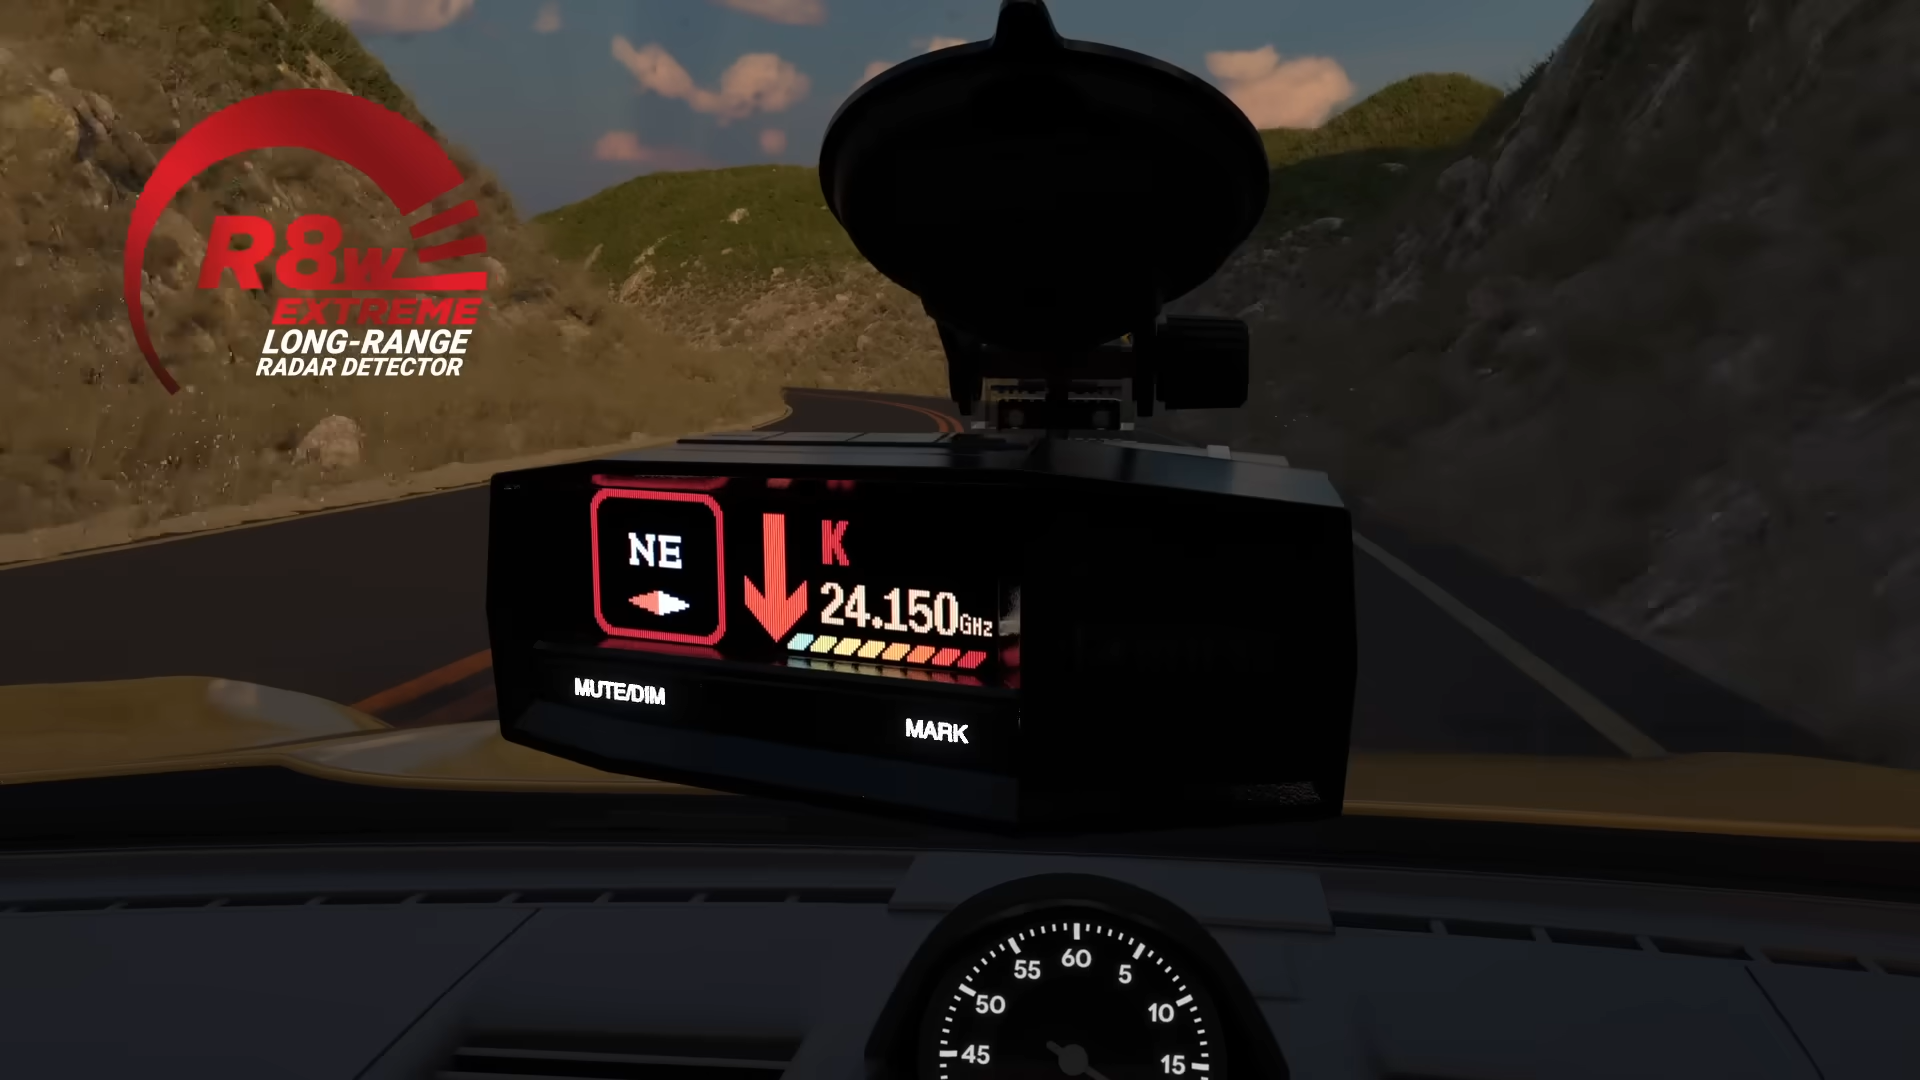 R8w
EXTREME
LONG-RANGE
RADAR DETECTOR
NE
K
24.150GHz
MUTE/DIM
MARK
55 60 5
50 10
45 15